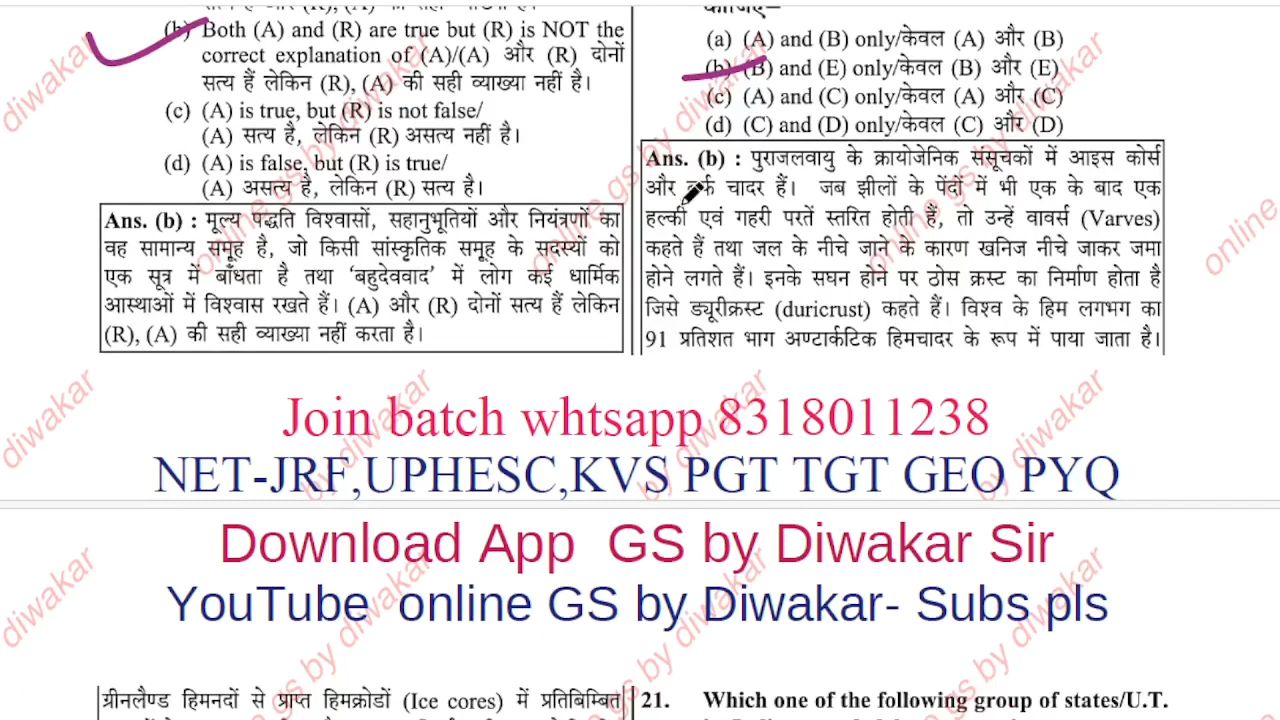 (b) Both (A) and (R) are true but (R) is NOT the
correct explanation of (A)/(A) और (R) दोनों
सत्य हैं लेकिन (R), (A) की सही व्याख्या नहीं है।
(c) (A) is true, but (R) is not false/
(A) सत्य है, लेकिन (R) असत्य नहीं है।
(d) (A) is false, but (R) is true/
(A) असत्य है, लेकिन (R) सत्य है।
Ans. (b) : मूल्य पद्धति विश्वासों, सहानुभूतियों और नियंत्रणों का
वह सामान्य समूह है, जो किसी सांस्कृतिक समूह के सदस्यों को
एक सूत्र में बाँधता है तथा ‘बहुदेववाद’ में लोग कई धार्मिक
आस्थाओं में विश्वास रखते हैं। (A) और (R) दोनों सत्य हैं लेकिन
(R), (A) की सही व्याख्या नहीं करता है।
कीजिए–
(a) (A) and (B) only/केवल (A) और (B)
(b) (B) and (E) only/केवल (B) और (E)
(c) (A) and (C) only/केवल (A) और (C)
(d) (C) and (D) only/केवल (C) और (D)
Ans. (b) : पुराजलवायु के क्रायोजेनिक संसूचकों में आइस कोर्स
और बर्फ चादर हैं। जब झीलों के पेंदों में भी एक के बाद एक
हल्की एवं गहरी परतें स्तरित होती हैं, तो उन्हें वावर्स (Varves)
कहते हैं तथा जल के नीचे जाने के कारण खनिज नीचे जाकर जमा
होने लगते हैं। इनके सघन होने पर ठोस क्रस्ट का निर्माण होता है
जिसे ड्यूरीक्रस्ट (duricrust) कहते हैं। विश्व के हिम लगभग का
91 प्रतिशत भाग अण्टार्कटिक हिमचादर के रूप में पाया जाता है।
Join batch whtsapp 8318011238
NET-JRF,UPHESC,KVS PGT TGT GEO PYQ
Download App GS by Diwakar Sir
YouTube online GS by Diwakar- Subs pls
ग्रीनलैण्ड हिमनदों से प्राप्त हिमक्रोडों (Ice cores) में प्रतिबिम्बित
21. Which one of the following group of states/U.T.